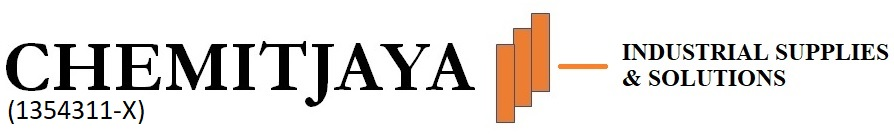 CHEMITJAYA
(1354311-X)
INDUSTRIAL SUPPLIES
& SOLUTIONS